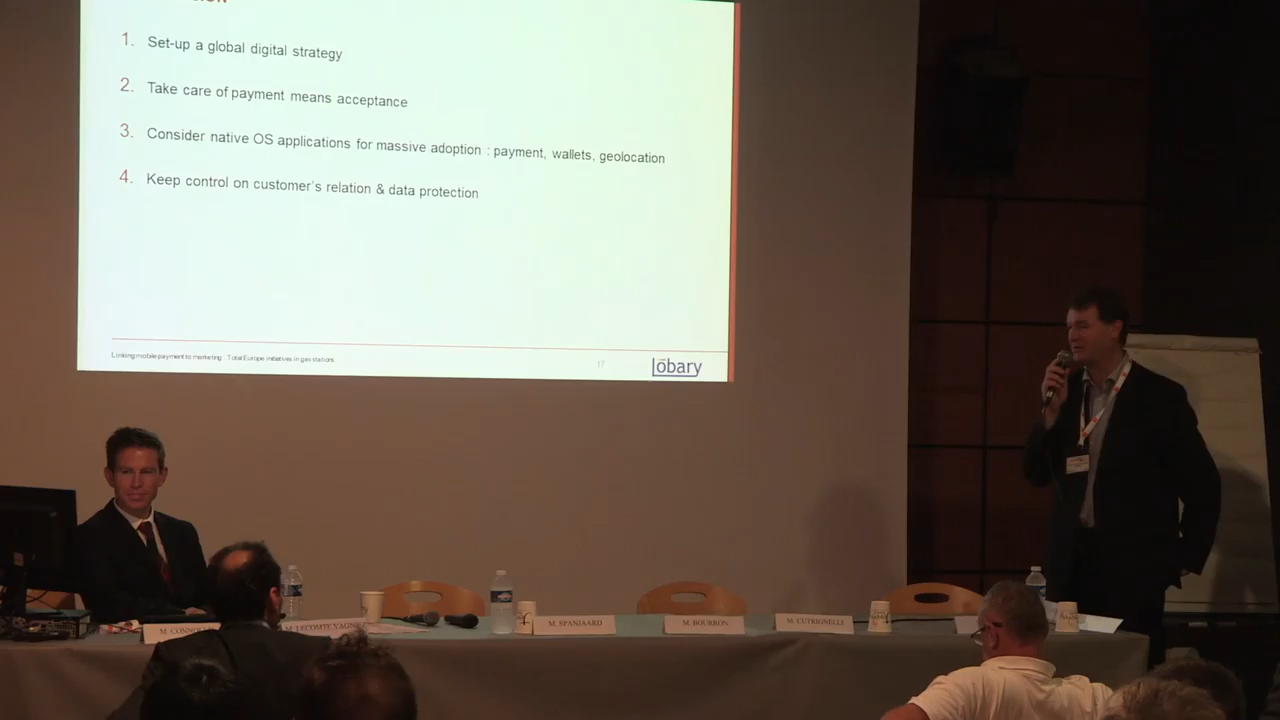 1. Set-up a global digital strategy
2. Take care of payment means acceptance
3. Consider native OS applications for massive adoption : payment, wallets, geolocation
4. Keep control on customer's relation & data protection
Linking mobile payment to marketing : Total Europe initiatives in gas stations
17
lobary
M. SPANJAARD
M. BOURRON
M. CUTRIGNELLI